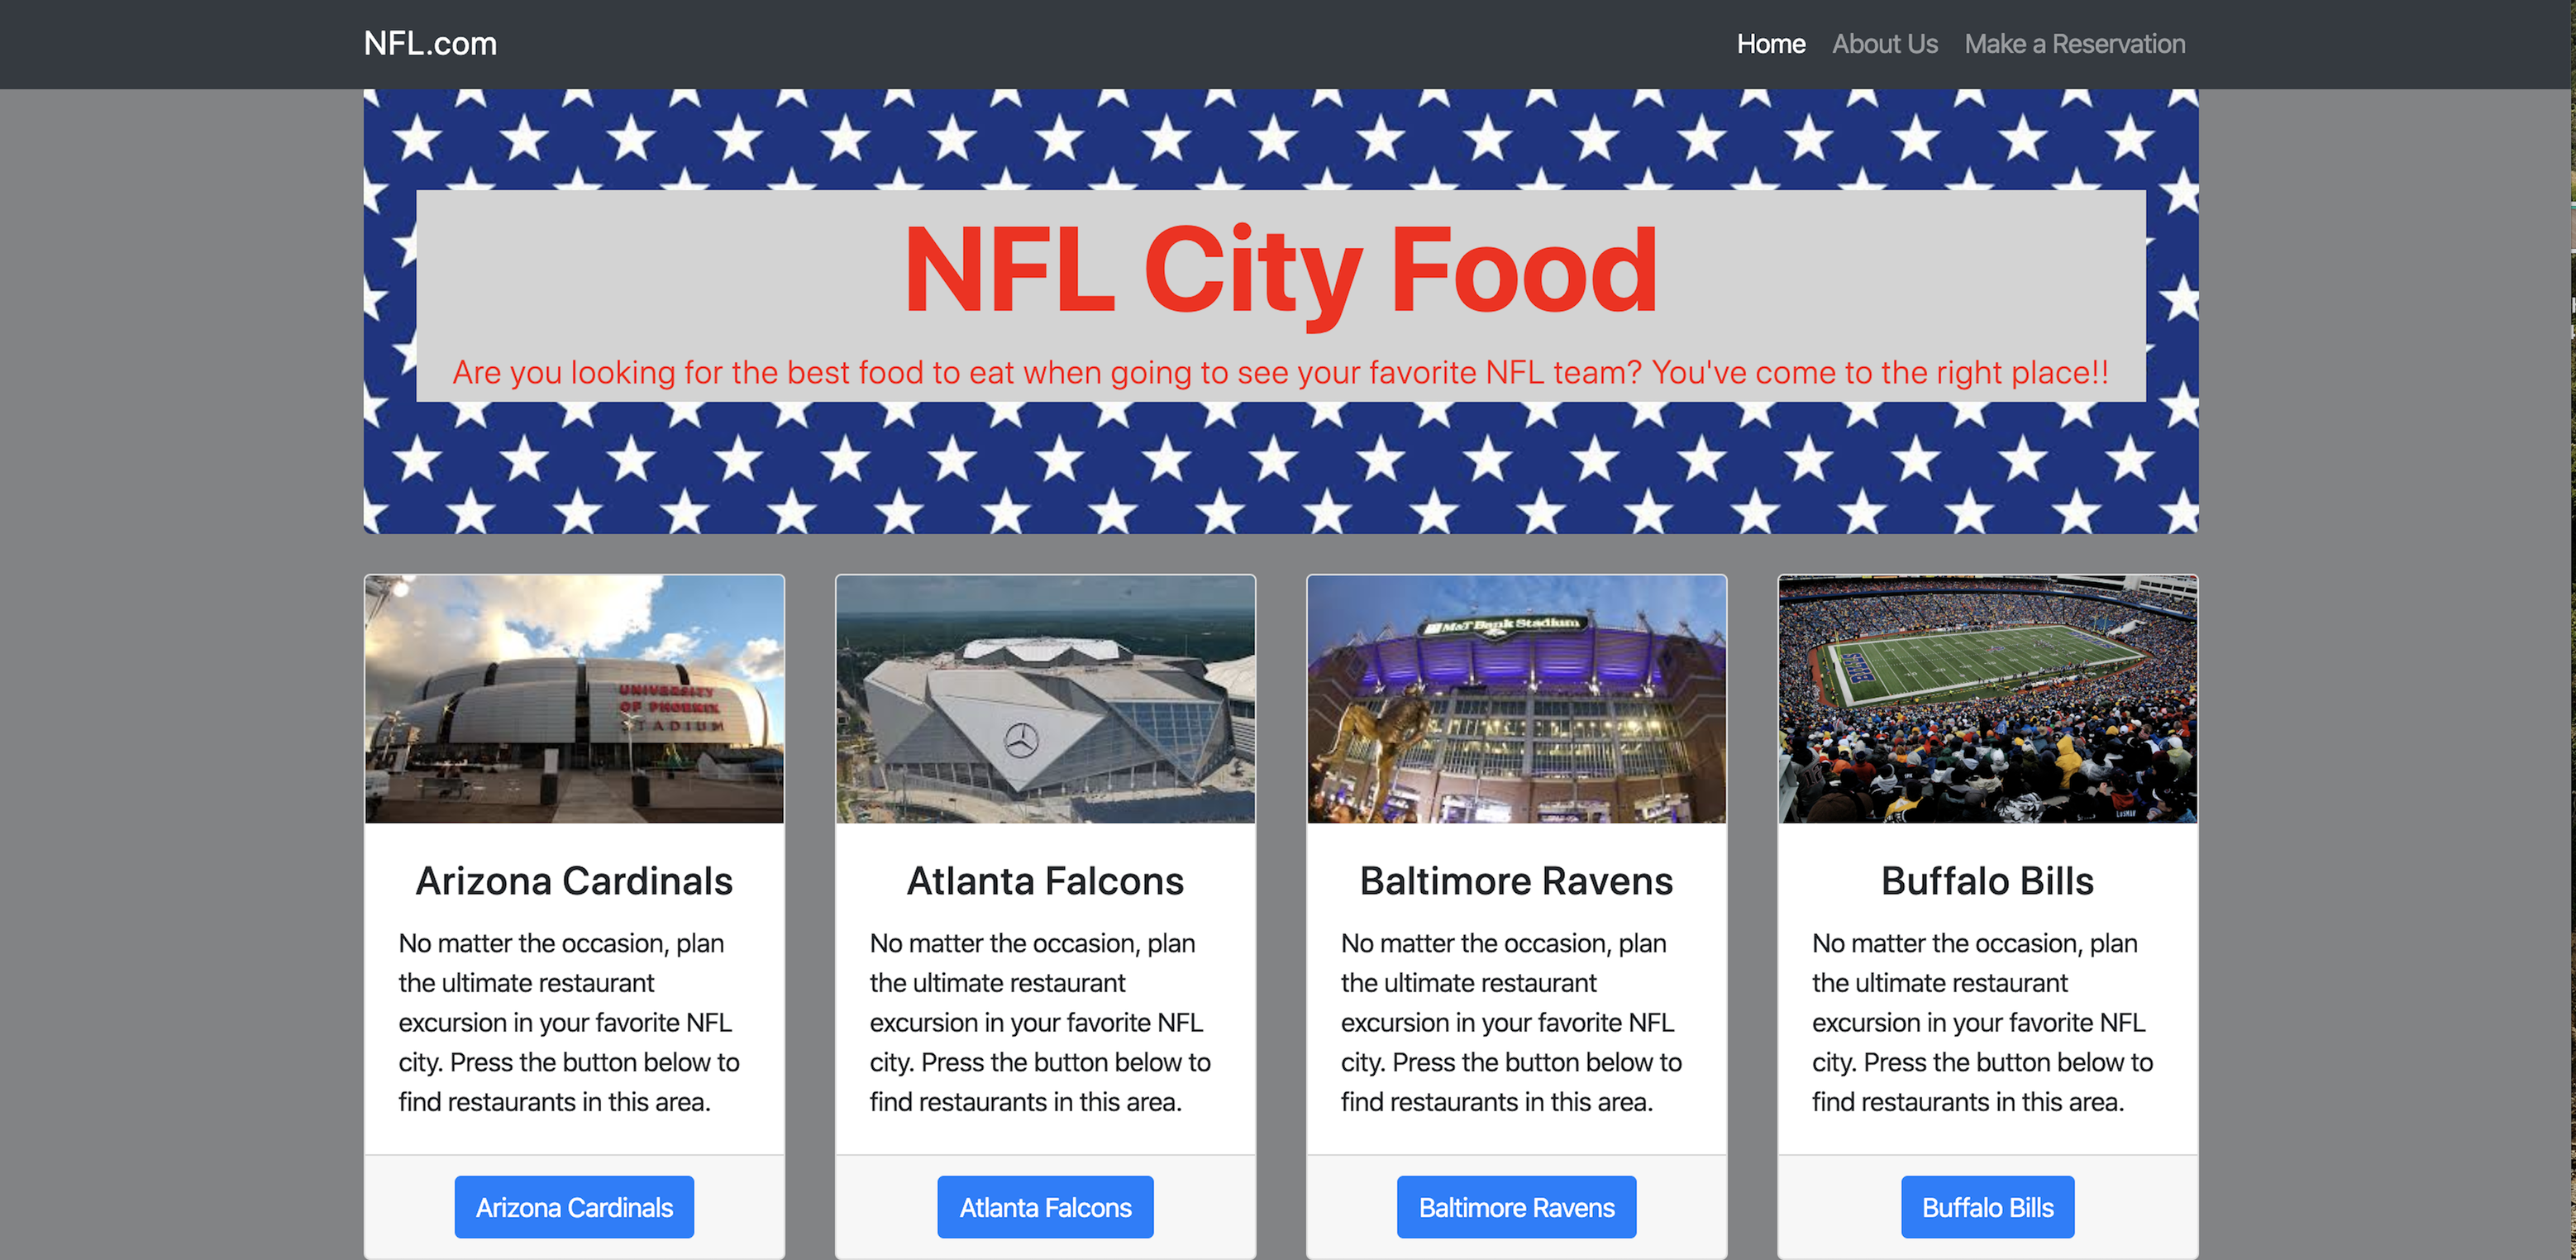 NFL.com
Home About Us Make a Reservation
NFL City Food
Are you looking for the best food to eat when going to see your favorite NFL team? You've come to the right place!!
UNIVERSITY
OF PHOENIX
STADIUM
M&T Bank Stadium
Arizona Cardinals
No matter the occasion, plan
the ultimate restaurant
excursion in your favorite NFL
city. Press the button below to
find restaurants in this area.
Arizona Cardinals
Atlanta Falcons
No matter the occasion, plan
the ultimate restaurant
excursion in your favorite NFL
city. Press the button below to
find restaurants in this area.
Atlanta Falcons
Baltimore Ravens
No matter the occasion, plan
the ultimate restaurant
excursion in your favorite NFL
city. Press the button below to
find restaurants in this area.
Baltimore Ravens
Buffalo Bills
No matter the occasion, plan
the ultimate restaurant
excursion in your favorite NFL
city. Press the button below to
find restaurants in this area.
Buffalo Bills